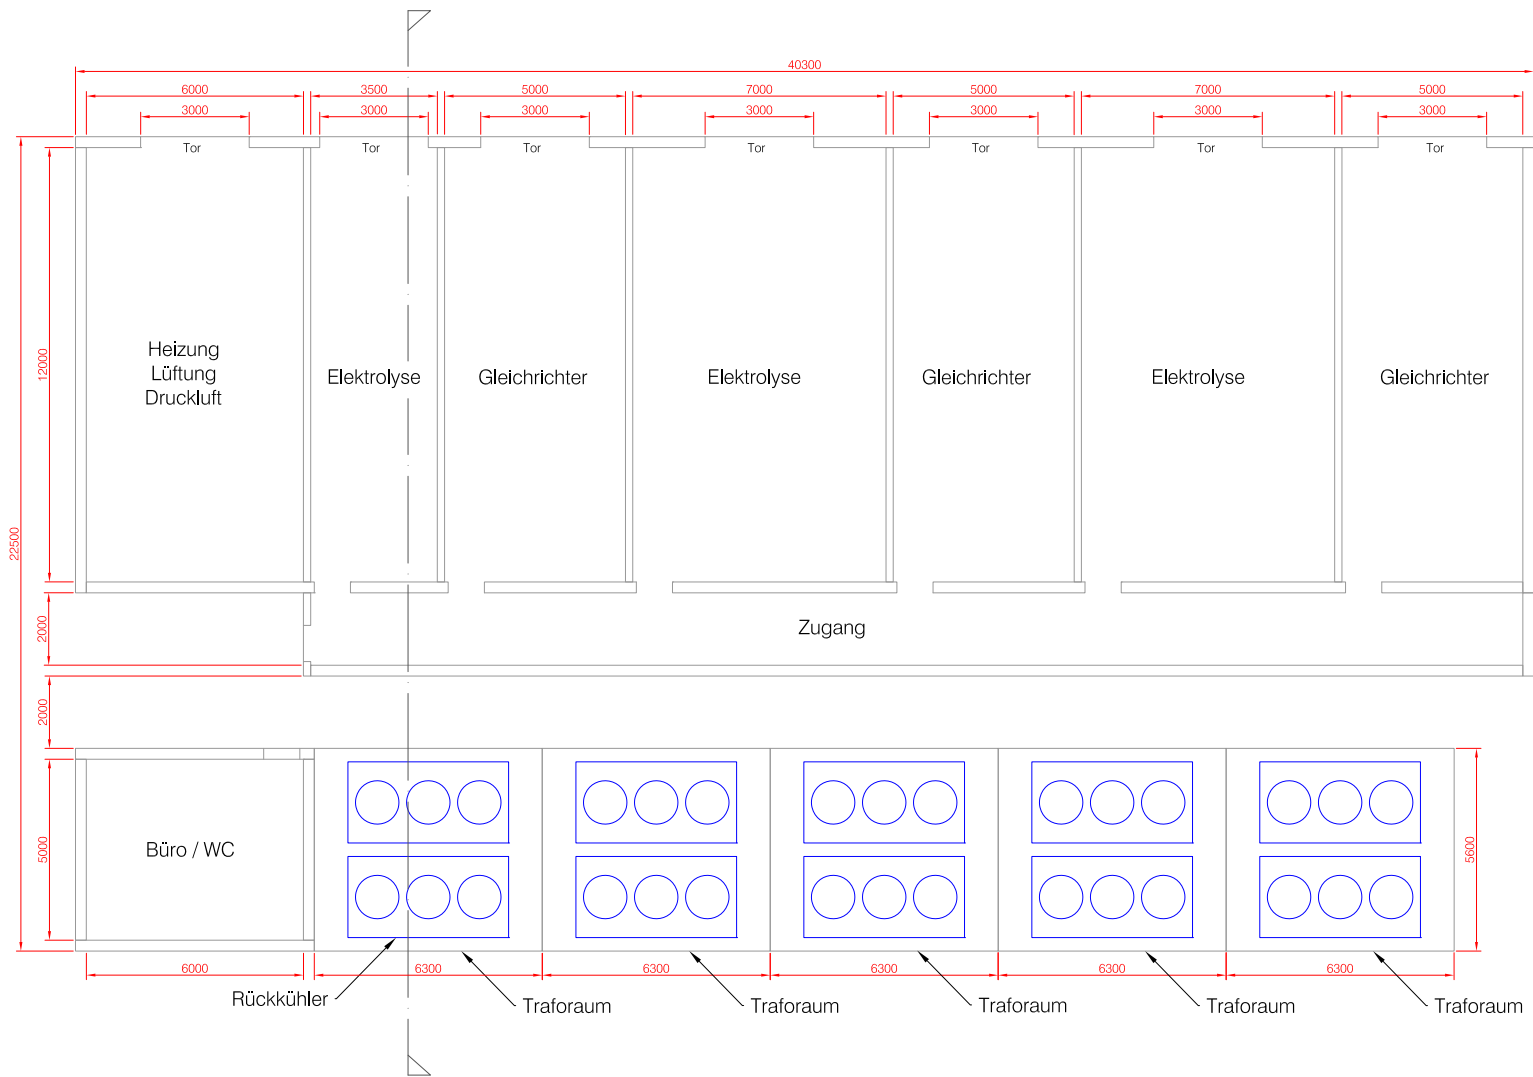 40300
6000
3500
5000
7000
5000
7000
5000
3000
3000
3000
3000
3000
3000
3000
Tor
Tor
Tor
Tor
Tor
Tor
Tor
12000
22500
Heizung
Lüftung
Druckluft
Elektrolyse
Gleichrichter
Elektrolyse
Gleichrichter
Elektrolyse
Gleichrichter
2000
Zugang
2000
5000
Büro / WC
5600
6000
6300
6300
6300
6300
6300
Rückkühler
Traforaum
Traforaum
Traforaum
Traforaum
Traforaum